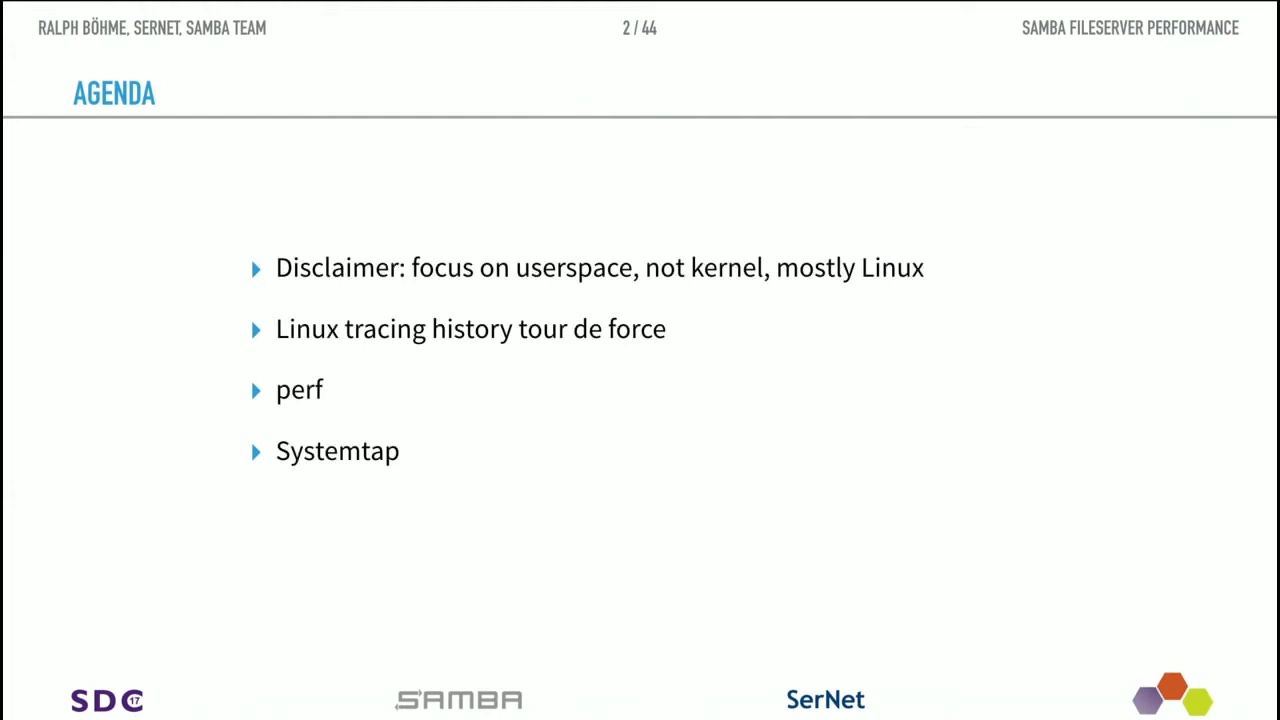 RALPH BÖHME, SERNET, SAMBA TEAM
2 / 44
SAMBA FILESERVER PERFORMANCE
AGENDA
Disclaimer: focus on userspace, not kernel, mostly Linux
Linux tracing history tour de force
perf
Systemtap
SDC 17
SAMBA
SerNet